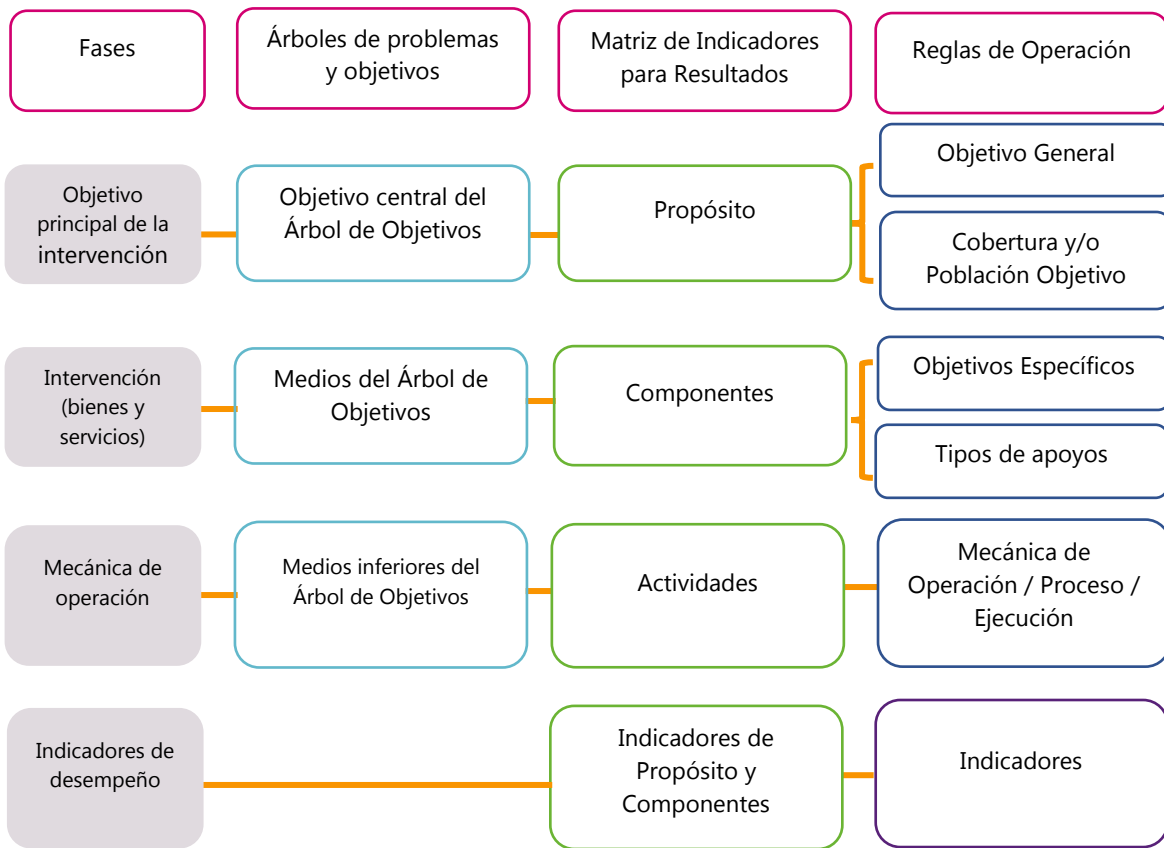 Fases
Árboles de problemas
y objetivos
Matriz de Indicadores
para Resultados
Reglas de Operación
Objetivo
principal de la
intervención
Objetivo central del
Árbol de Objetivos
Propósito
Objetivo General
Cobertura y/o
Población Objetivo
Intervención
(bienes y
servicios)
Medios del Árbol de
Objetivos
Componentes
Objetivos Específicos
Tipos de apoyos
Mecánica de
operación
Medios inferiores del
Árbol de Objetivos
Actividades
Mecánica de
Operación / Proceso /
Ejecución
Indicadores de
desempeño
Indicadores de
Propósito y
Componentes
Indicadores